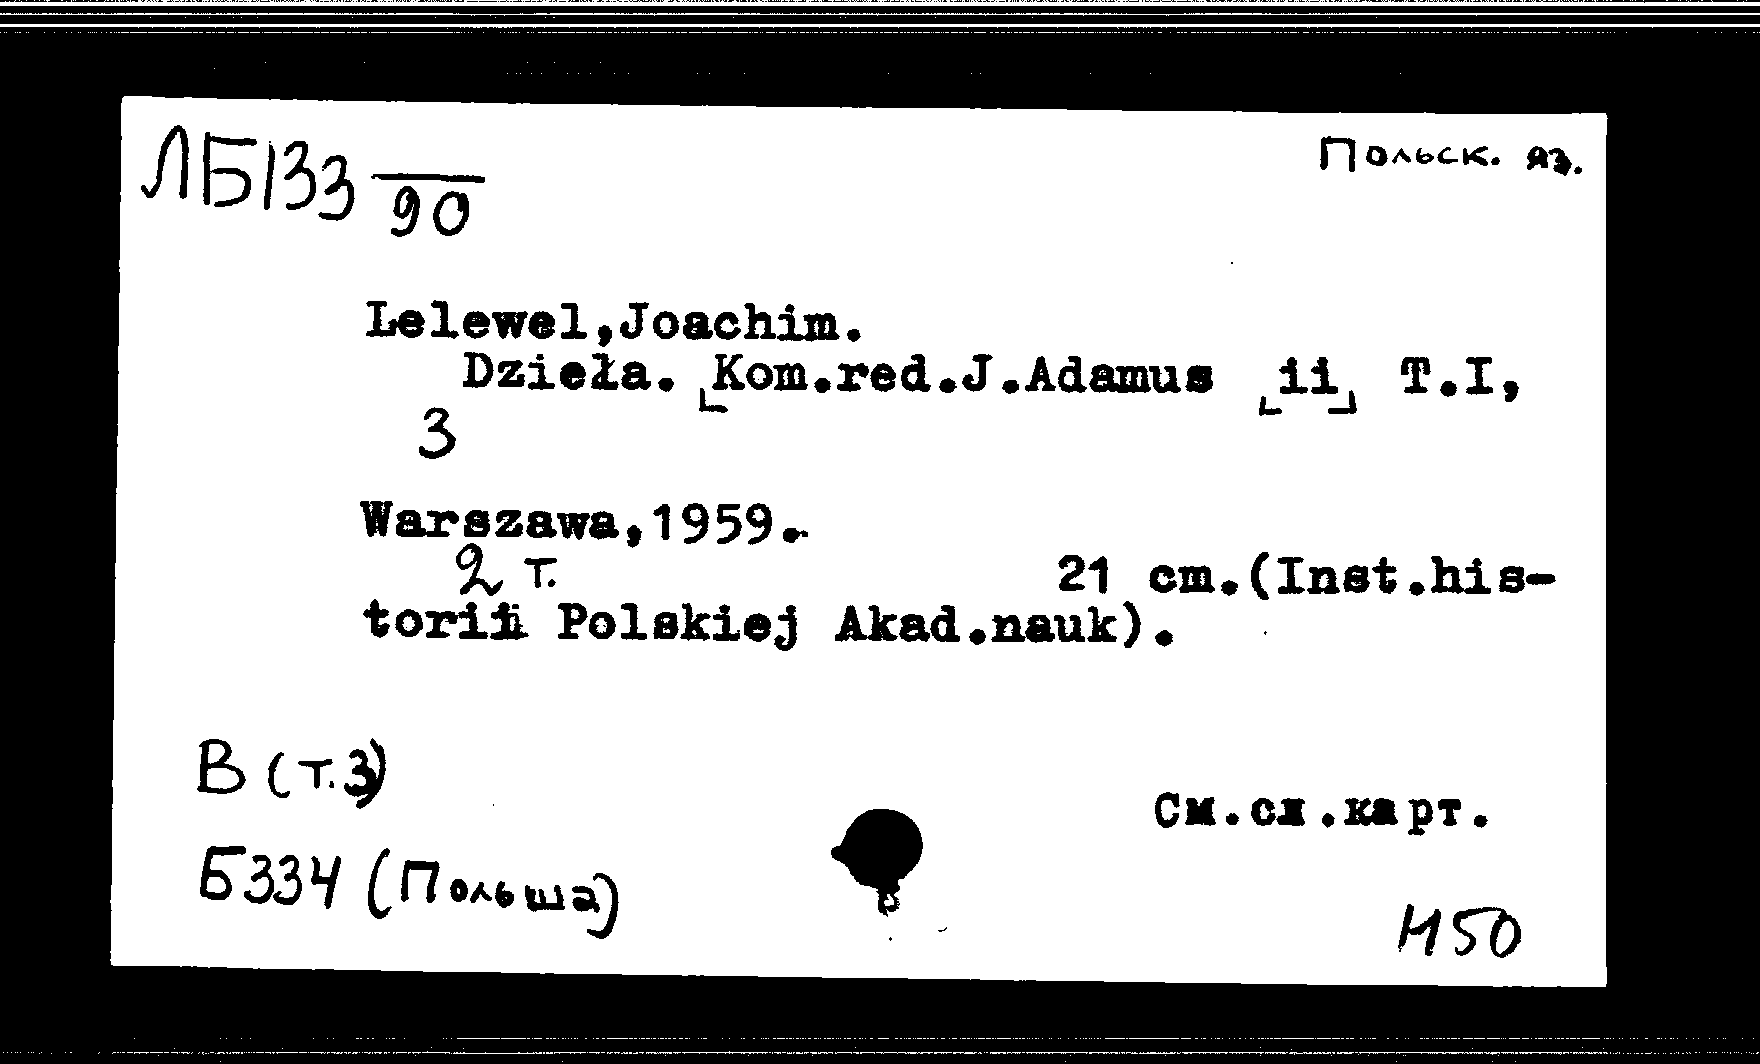 ЛБ133
90
Польск. яз.
Lelewel,Joachim.
Dzieła. [Kom.red.J.Adamus [ii] T.I,
3
Warszawa,1959.
2 т. 21 cm.(Inst.his-
torii Polskiej Akad.nauk).
В (т.3)
См.сл.карт.
Б334 (Польша)
М50